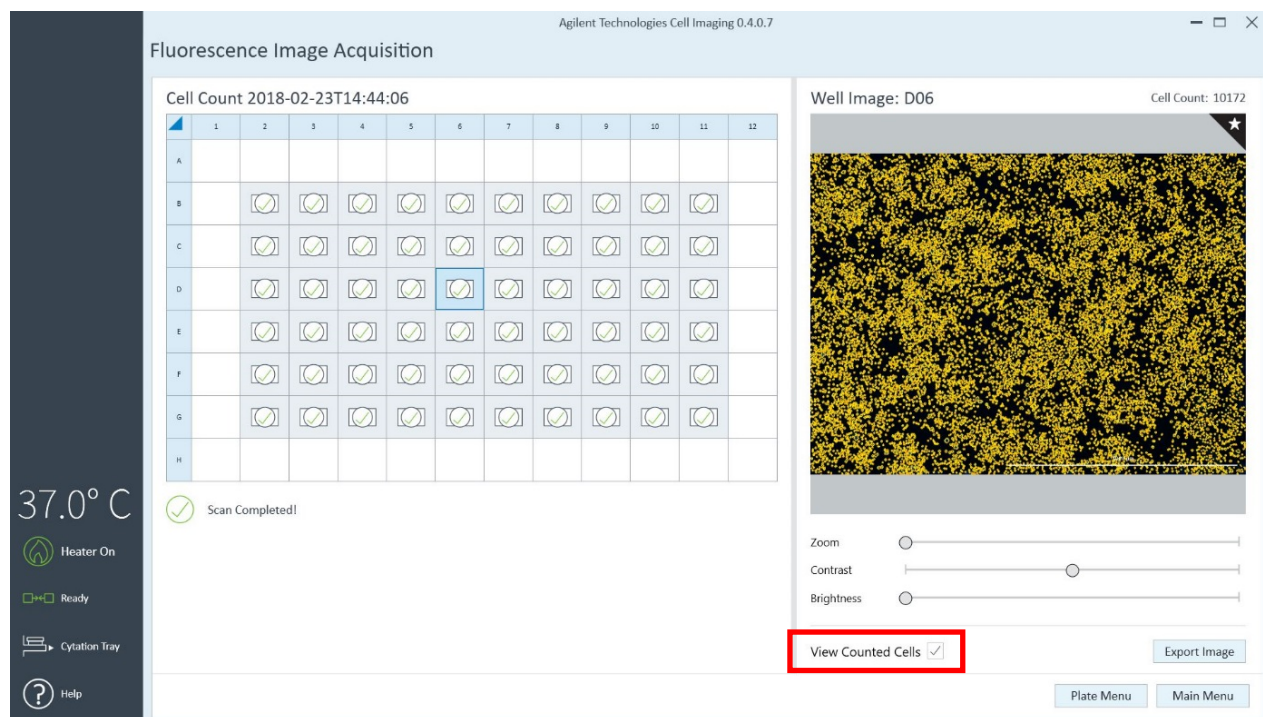 Agilent Technologies Cell Imaging 0.4.0.7
Fluorescence Image Acquisition
Cell Count 2018-02-23T14:44:06
1 2 3 4 5 6 7 8 9 10 11 12
A
B
C
D
E
F
G
H
Scan Completed!
Well Image: D06
Cell Count: 10172
Zoom
Contrast
Brightness
View Counted Cells
Export Image
Plate Menu
Main Menu
37.0° C
Heater On
Ready
Cytation Tray
? Help